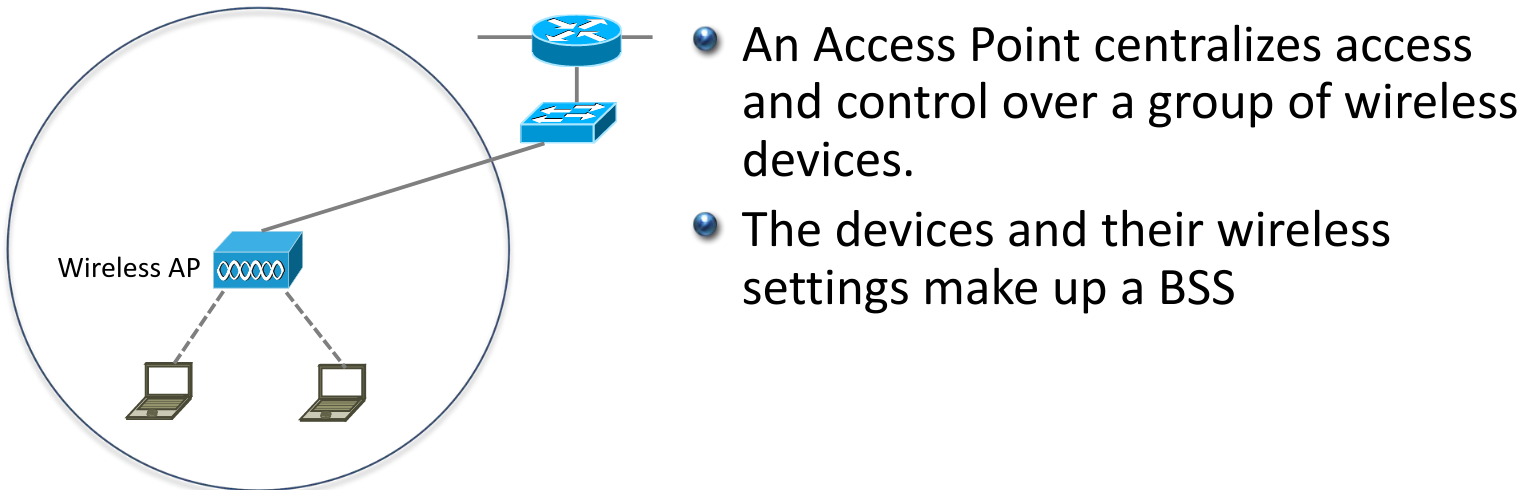 An Access Point centralizes access
and control over a group of wireless
devices.
The devices and their wireless
settings make up a BSS
Wireless AP